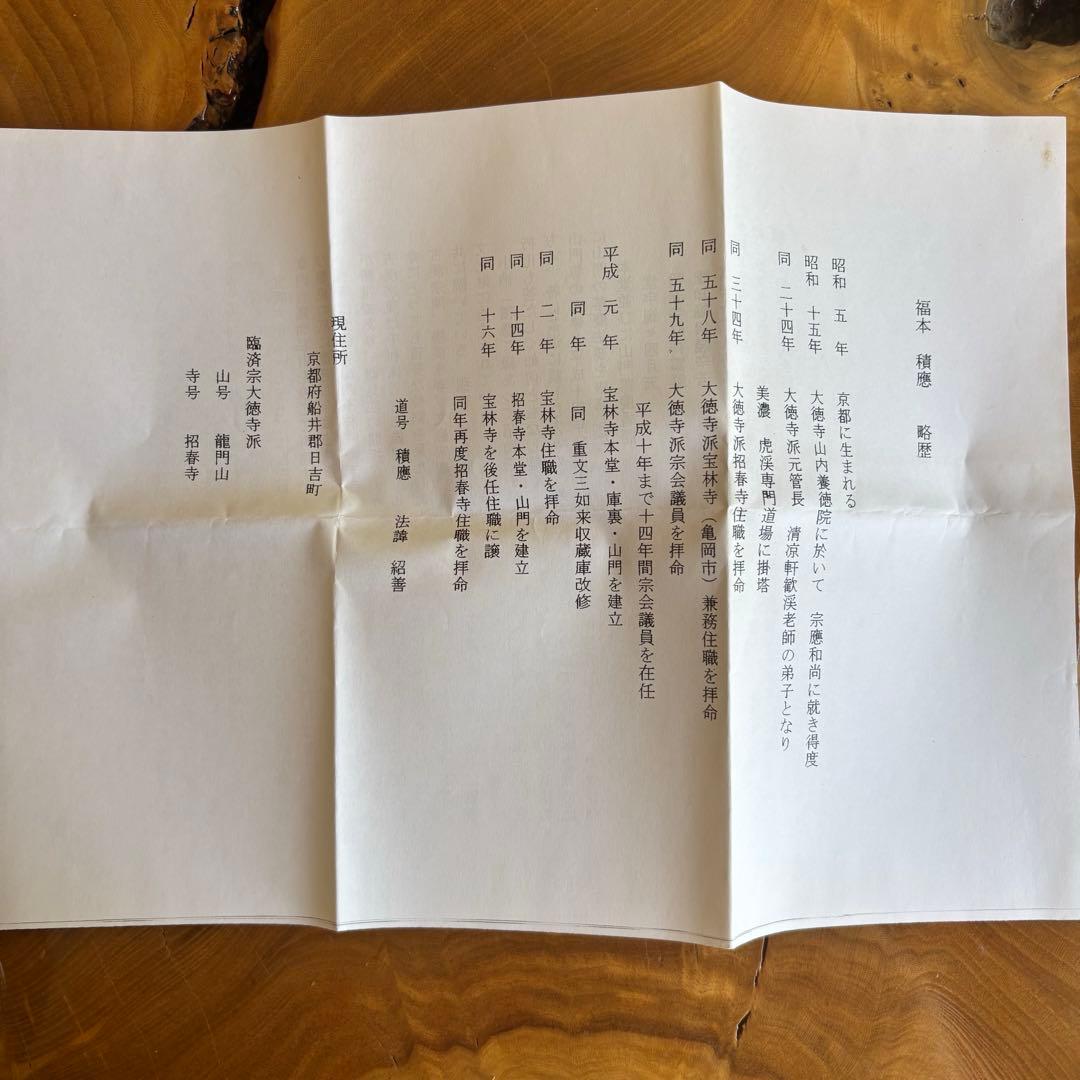 福本 積應 略歴
昭和 五 年 京都に生まれる
昭和 十五年 大徳寺山内養徳院に於いて 宗應和尚に就き得度
同 二十四年 大徳寺派元管長 清凉軒歓渓老師の弟子となり
美濃 虎渓専門道場に掛塔
同 三十四年 大徳寺派招春寺住職を拝命
同 五十八年 大徳寺派宝林寺（亀岡市）兼務住職を拝命
同 五十九年 大徳寺派宗会議員を拝命
平成十年まで十四年間宗会議員を在任
平成 元 年 宝林寺本堂・庫裏・山門を建立
同 年 同 重文三如来収蔵庫改修
同 二 年 宝林寺住職を拝命
同 十四年 招春寺本堂・山門を建立
同 十六年 宝林寺を後任住職に譲
同年再度招春寺住職を拝命
道号 積應 法諱 紹善
現住所
京都府船井郡日吉町
臨済宗大徳寺派
山号 龍門山
寺号 招春寺